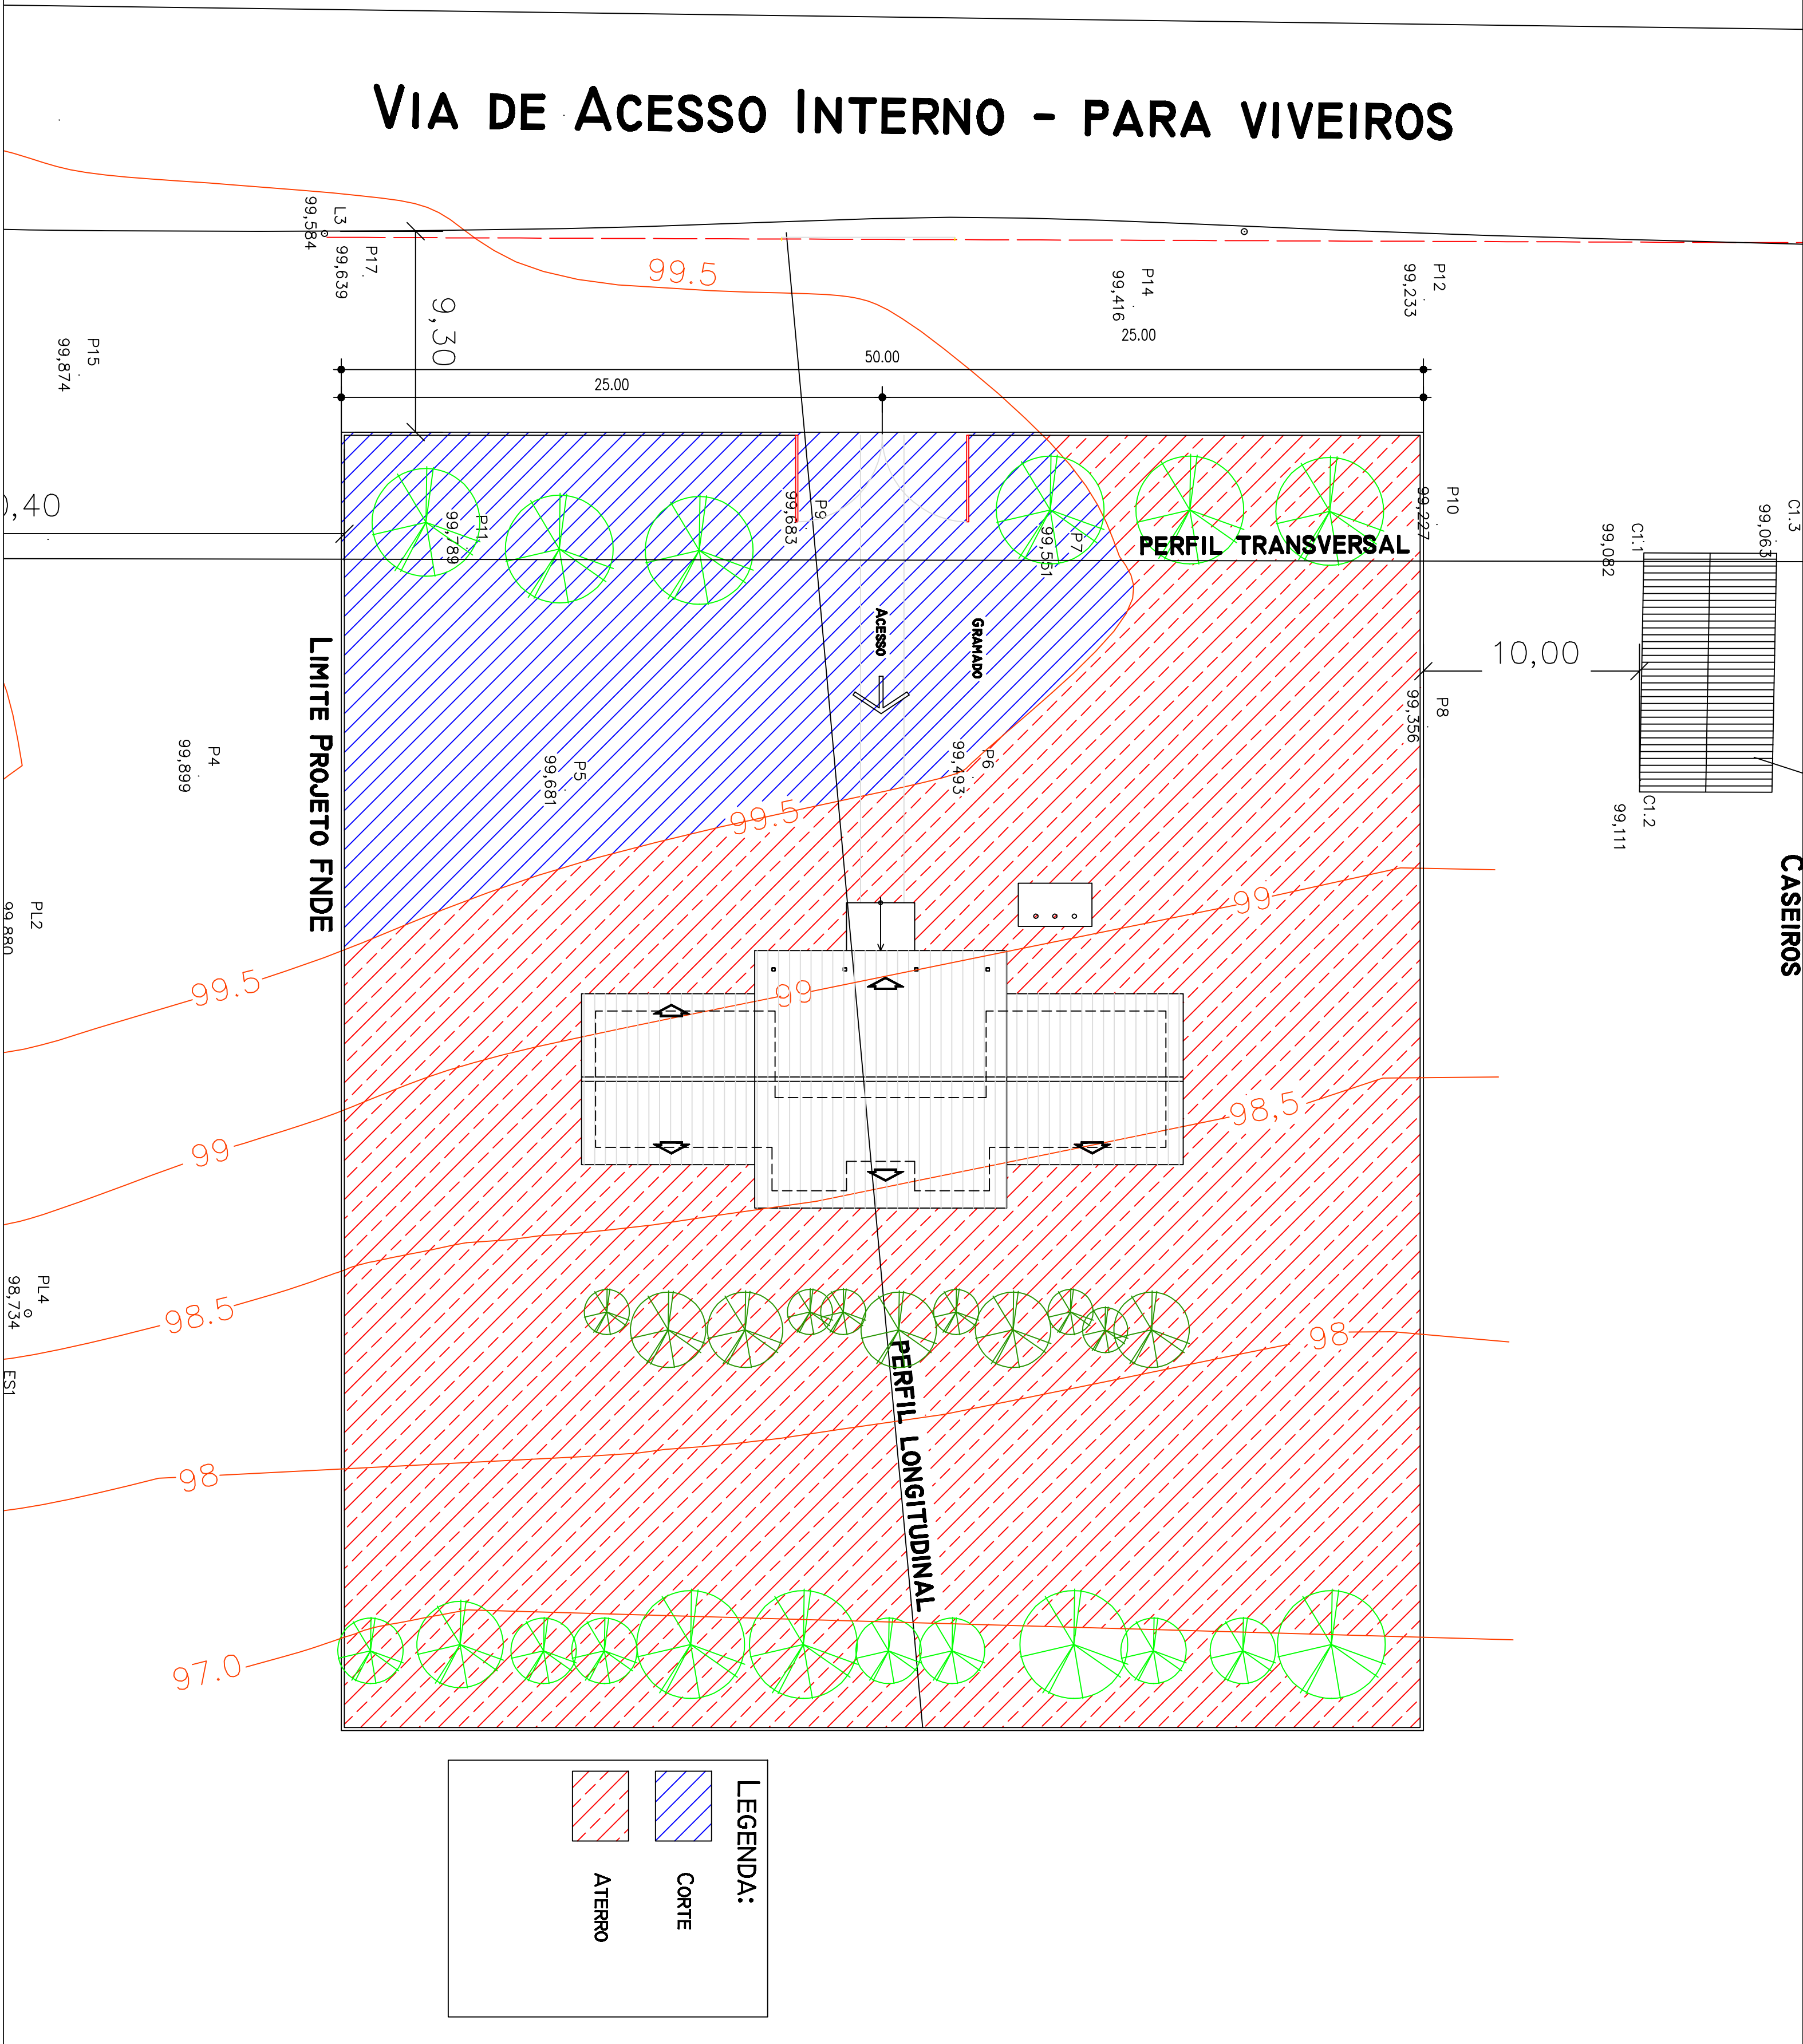 VIA DE ACESSO INTERNO - PARA VIVEIROS
L3
99,584
P17
99,639
99.5
P14
99,416
P12
99,233
9,30
25.00
50.00
25.00
P15
99,874
P11
99,789
P9
99,683
P7
99,551
P10
99,227
PERFIL TRANSVERSAL
C1.3
99,063
C1.1
99,082
,40
ACESSO
GRAMADO
10,00
LIMITE PROJETO FNDE
P4
99,899
P5
99,681
P6
99,493
P8
99,356
C1.2
99,111
CASEIROS
99.5
PL2
99,880
99
99.5
99
99
98,5
98.5
PL4
98,734
ES1
98
PERFIL LONGITUDINAL
98
97.0
LEGENDA:
CORTE
ATERRO